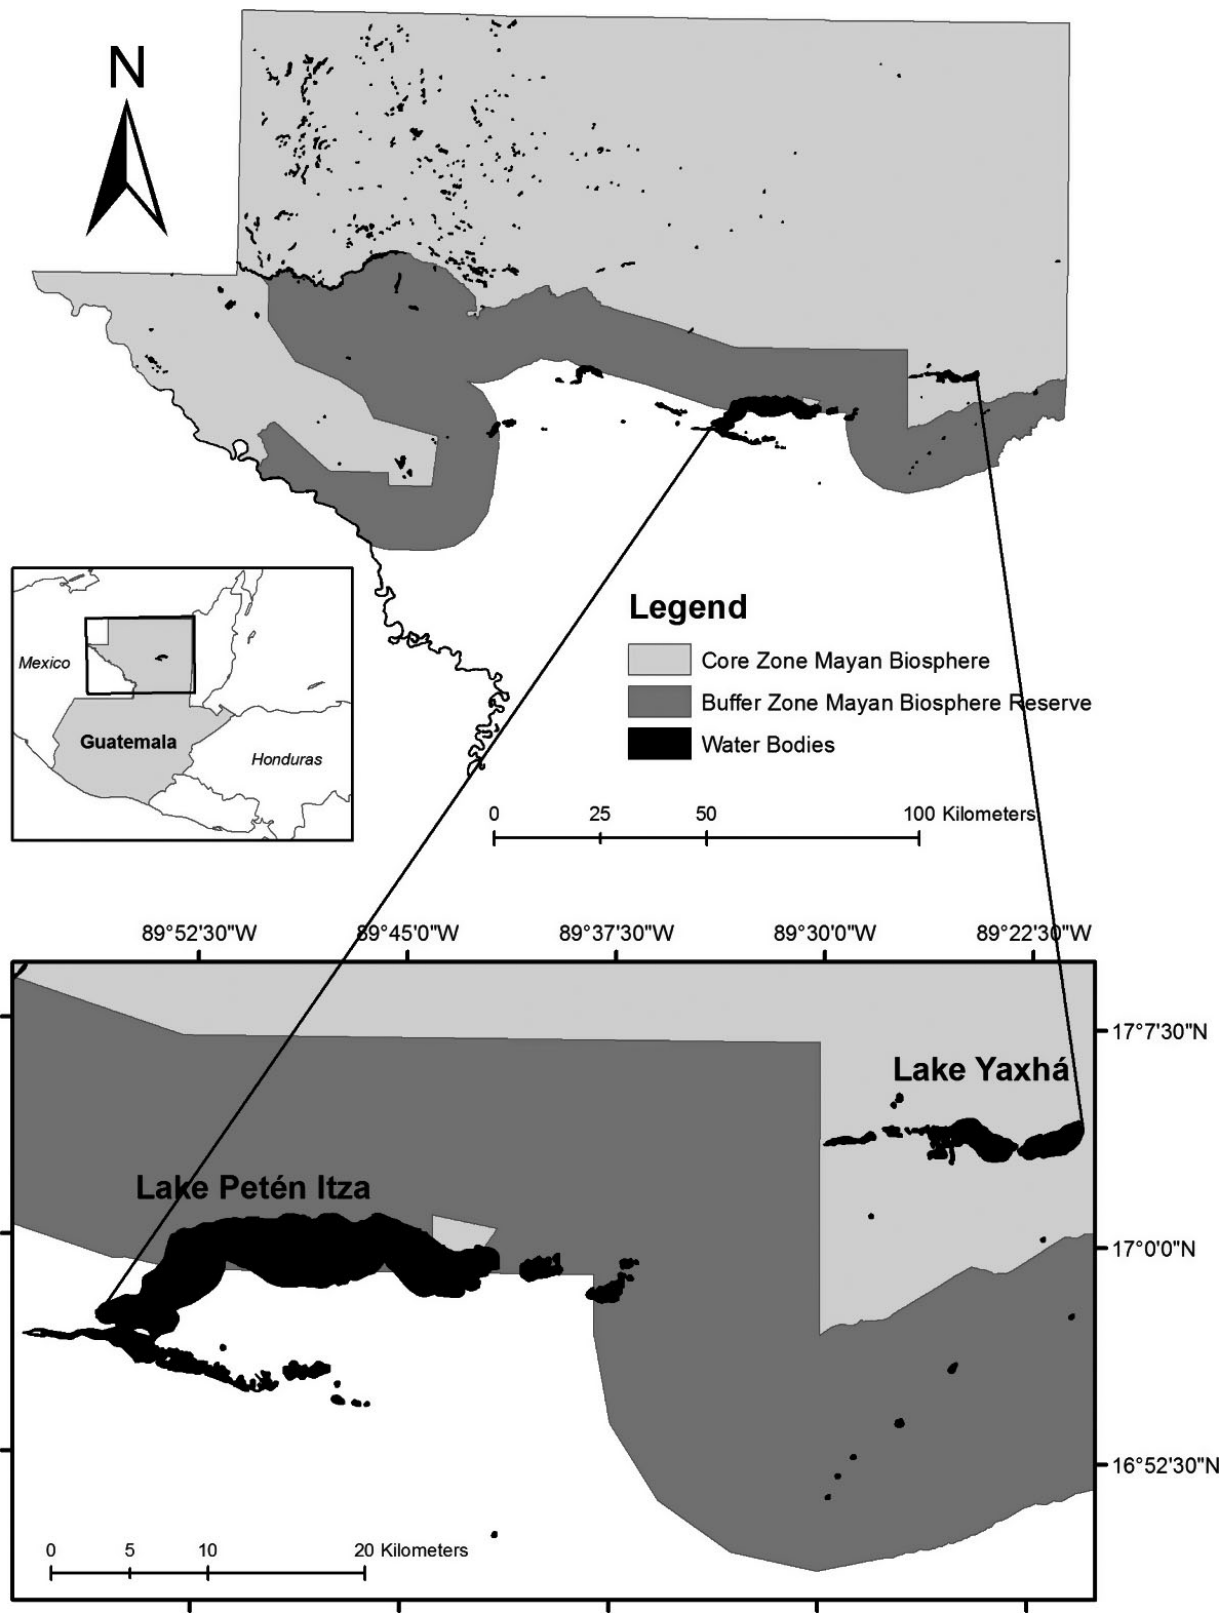 N
Mexico
Guatemala
Honduras
Legend
Core Zone Mayan Biosphere
Buffer Zone Mayan Biosphere Reserve
Water Bodies
0 25 50 100 Kilometers
89°52'30"W 89°45'0"W 89°37'30"W 89°30'0"W 89°22'30"W
17°7'30"N
Lake Yaxhá
Lake Petén Itza
17°0'0"N
16°52'30"N
0 5 10 20 Kilometers